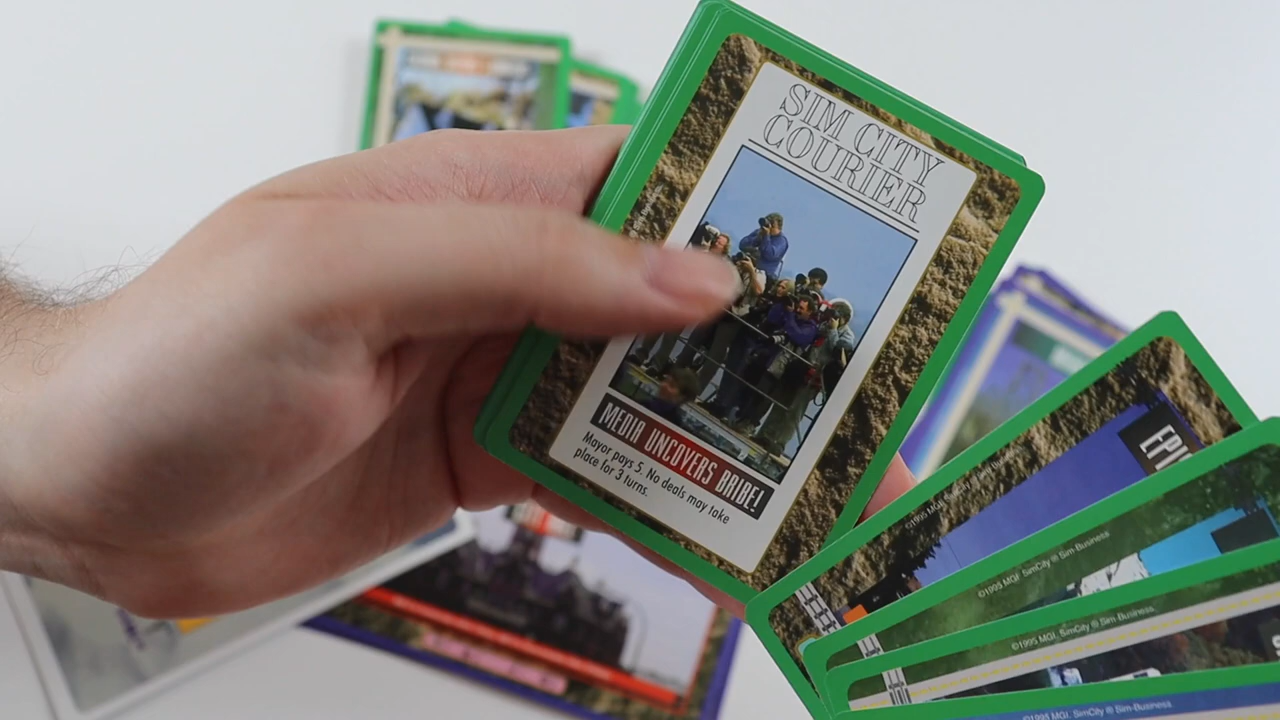 SIM CITY
COURIER
MEDIA UNCOVERS BRIBE!
Mayor pays 5. No deals may take
place for 3 turns.
©1995 MGI. SimCity ® Sim-Business
©1995 MGI. SimCity ® Sim-Business.
©1995 MGI. SimCity ® Sim-Business.